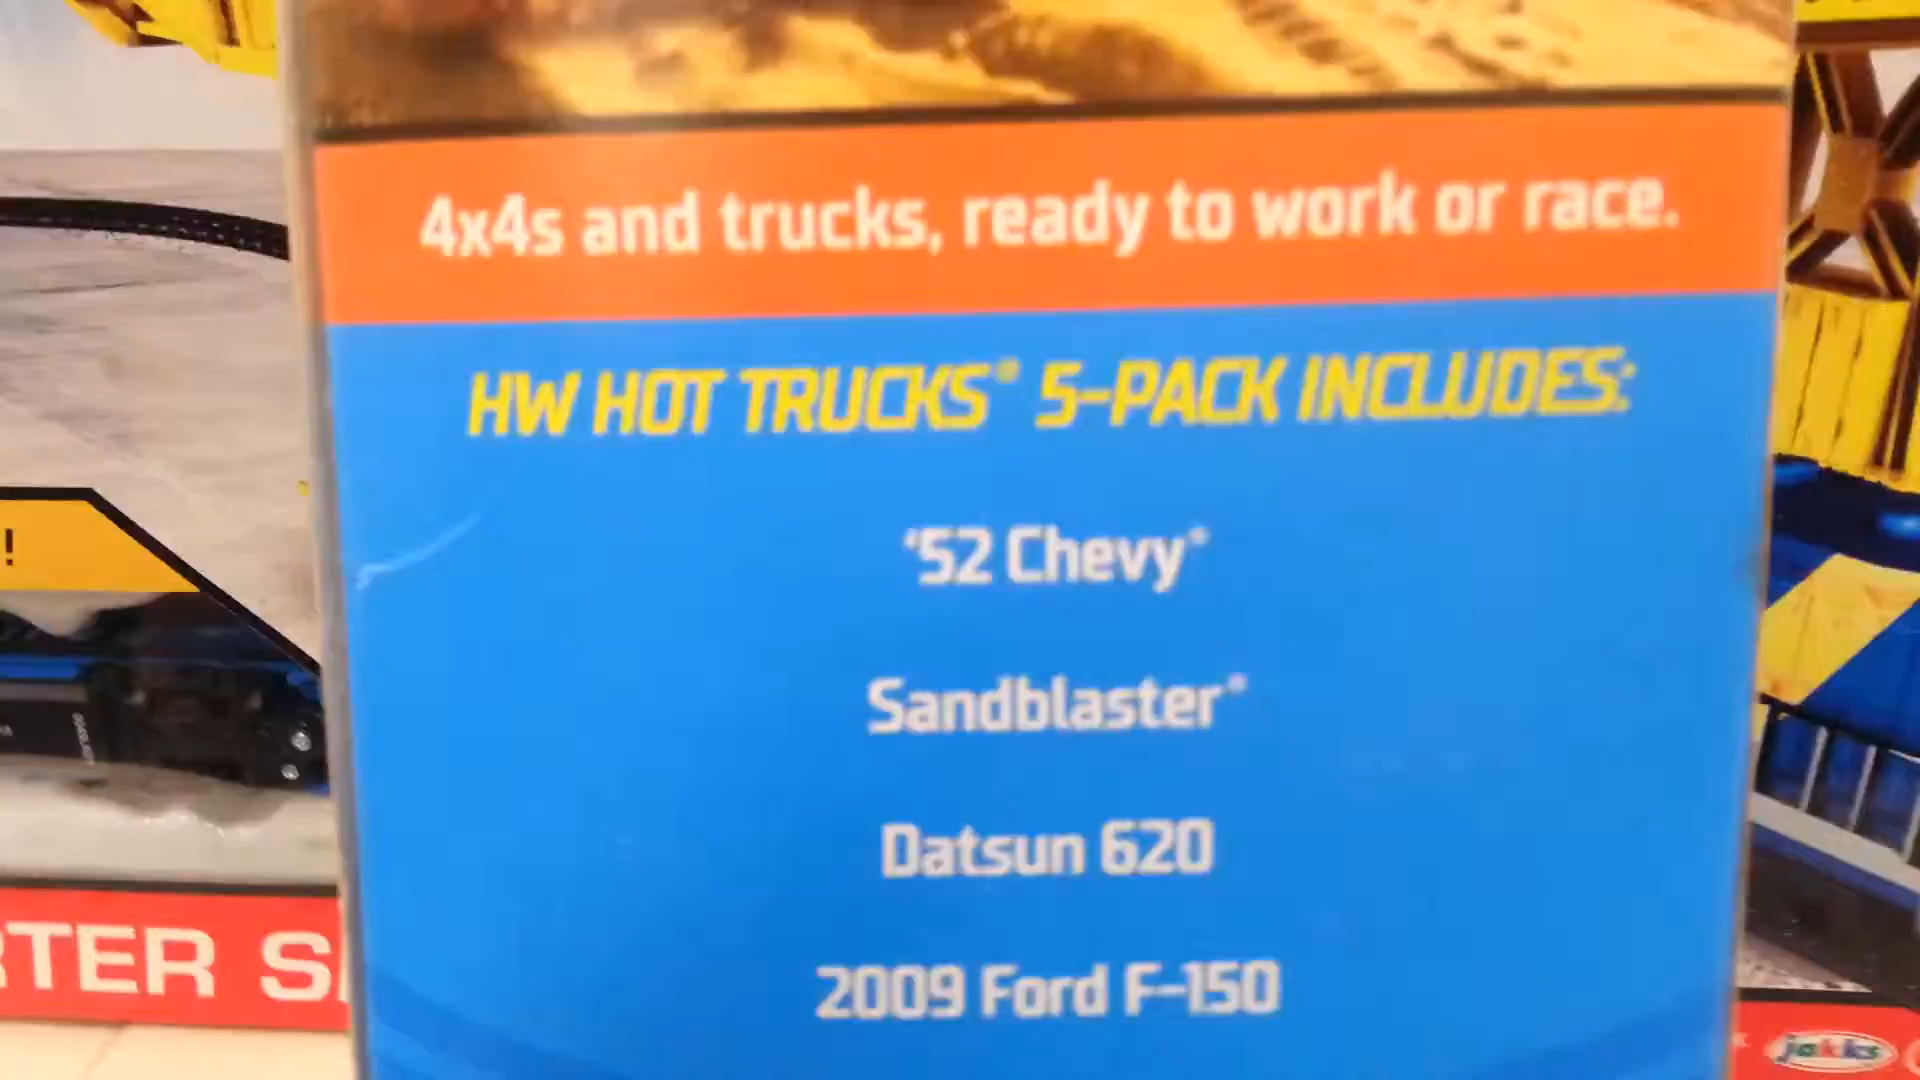 4x4s and trucks, ready to work or race.
HW HOT TRUCKS® 5-PACK INCLUDES:
'52 Chevy®
Sandblaster®
Datsun 620
2009 Ford F-150
!
RTER S
jakks